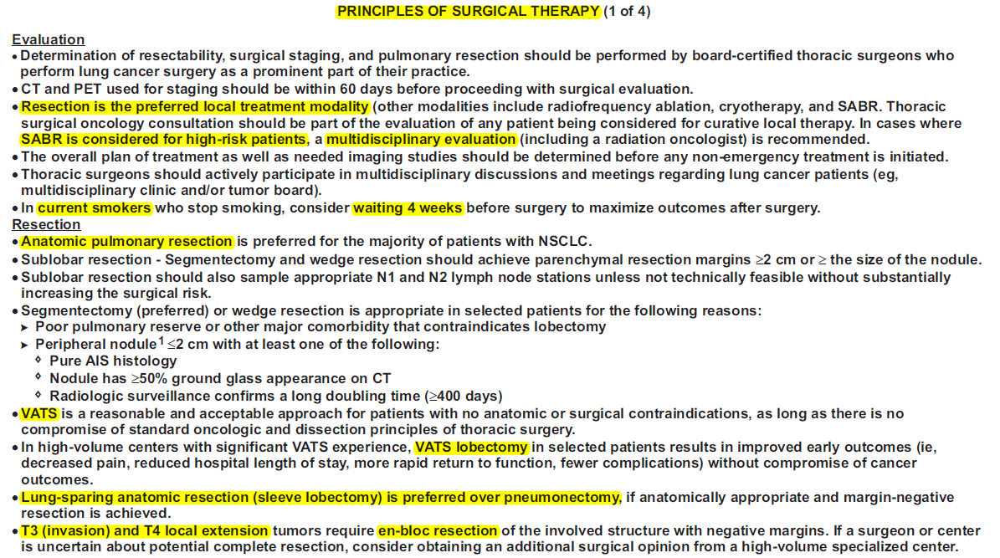 PRINCIPLES OF SURGICAL THERAPY (1 of 4)
Evaluation
• Determination of resectability, surgical staging, and pulmonary resection should be performed by board-certified thoracic surgeons who
perform lung cancer surgery as a prominent part of their practice.
• CT and PET used for staging should be within 60 days before proceeding with surgical evaluation.
• Resection is the preferred local treatment modality (other modalities include radiofrequency ablation, cryotherapy, and SABR. Thoracic
surgical oncology consultation should be part of the evaluation of any patient being considered for curative local therapy. In cases where
SABR is considered for high-risk patients, a multidisciplinary evaluation (including a radiation oncologist) is recommended.
• The overall plan of treatment as well as needed imaging studies should be determined before any non-emergency treatment is initiated.
• Thoracic surgeons should actively participate in multidisciplinary discussions and meetings regarding lung cancer patients (eg,
multidisciplinary clinic and/or tumor board).
• In current smokers who stop smoking, consider waiting 4 weeks before surgery to maximize outcomes after surgery.
Resection
• Anatomic pulmonary resection is preferred for the majority of patients with NSCLC.
• Sublobar resection - Segmentectomy and wedge resection should achieve parenchymal resection margins ≥2 cm or ≥ the size of the nodule.
• Sublobar resection should also sample appropriate N1 and N2 lymph node stations unless not technically feasible without substantially
increasing the surgical risk.
• Segmentectomy (preferred) or wedge resection is appropriate in selected patients for the following reasons:
➤ Poor pulmonary reserve or other major comorbidity that contraindicates lobectomy
➤ Peripheral nodule¹ ≤2 cm with at least one of the following:
◊ Pure AIS histology
◊ Nodule has ≥50% ground glass appearance on CT
◊ Radiologic surveillance confirms a long doubling time (≥400 days)
• VATS is a reasonable and acceptable approach for patients with no anatomic or surgical contraindications, as long as there is no
compromise of standard oncologic and dissection principles of thoracic surgery.
• In high-volume centers with significant VATS experience, VATS lobectomy in selected patients results in improved early outcomes (ie,
decreased pain, reduced hospital length of stay, more rapid return to function, fewer complications) without compromise of cancer
outcomes.
• Lung-sparing anatomic resection (sleeve lobectomy) is preferred over pneumonectomy, if anatomically appropriate and margin-negative
resection is achieved.
• T3 (invasion) and T4 local extension tumors require en-bloc resection of the involved structure with negative margins. If a surgeon or center
is uncertain about potential complete resection, consider obtaining an additional surgical opinion from a high-volume specialized center.